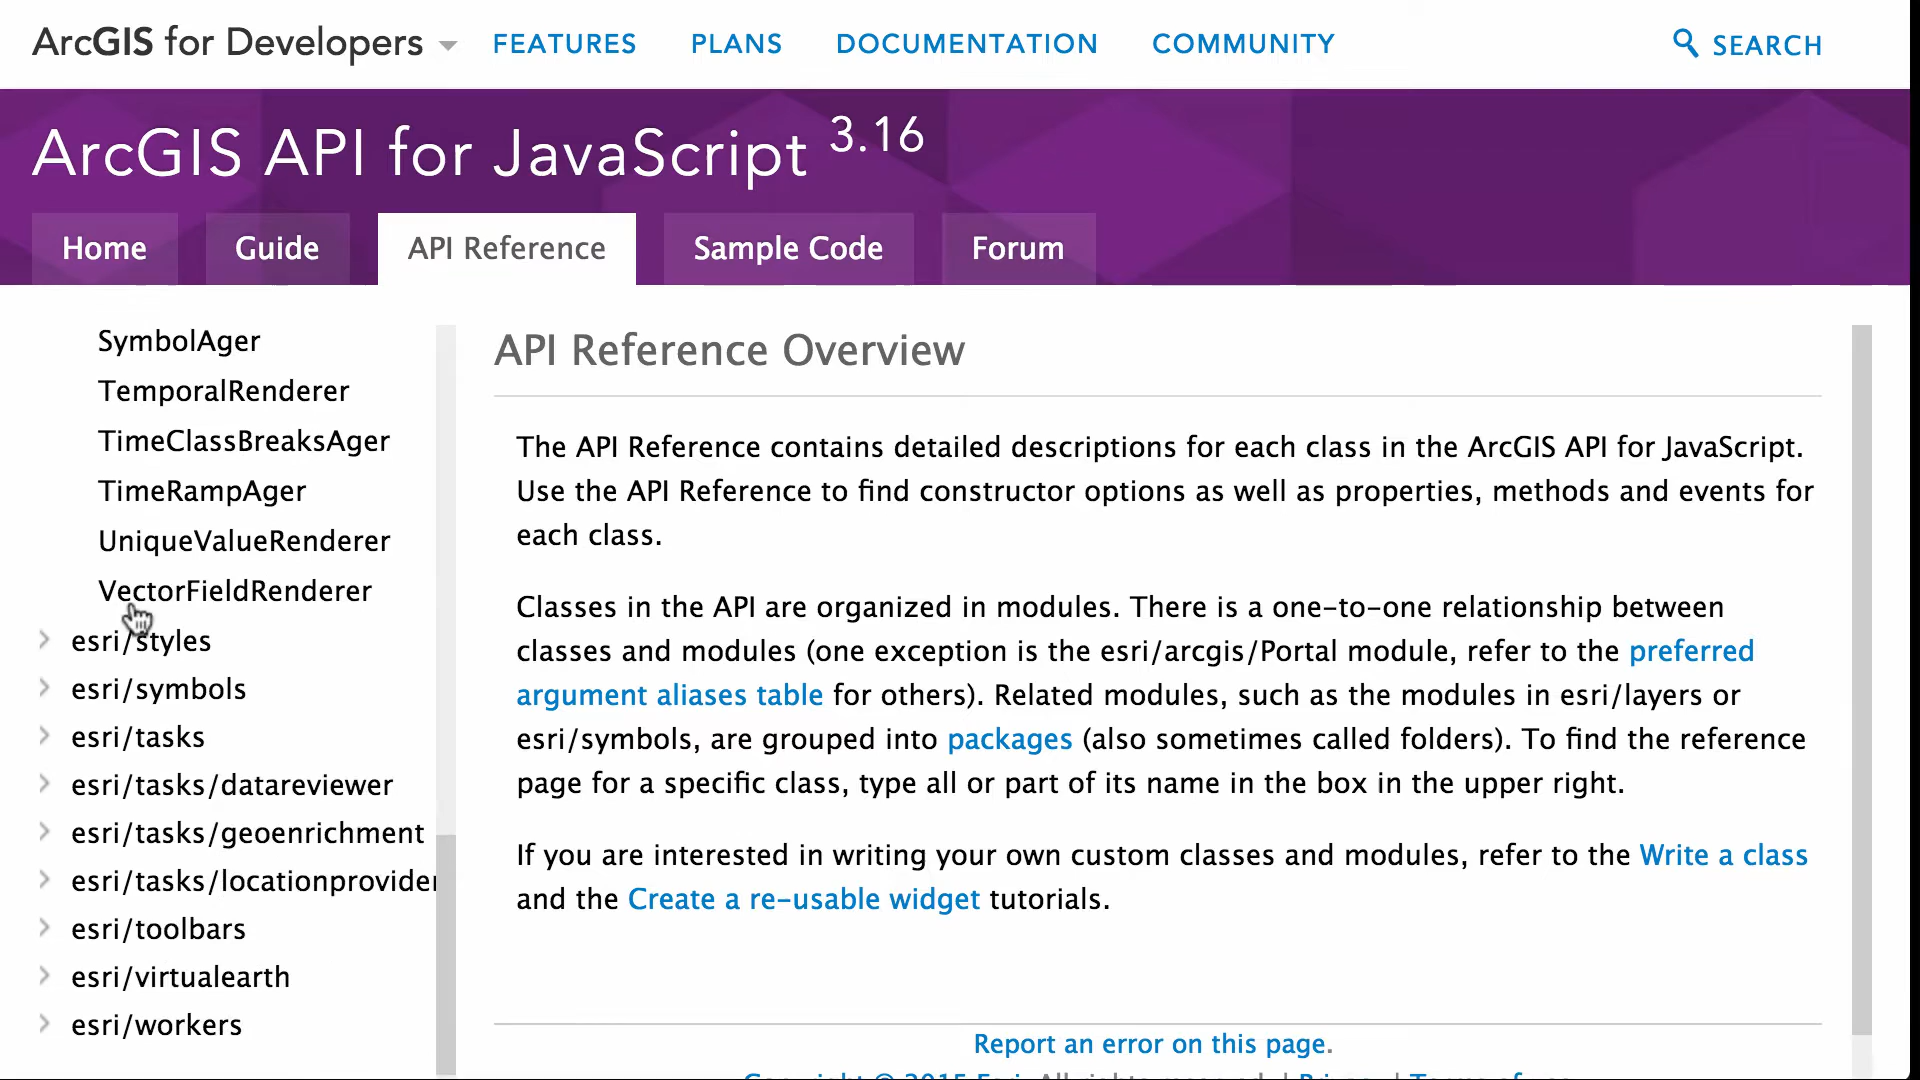 ArcGIS for Developers FEATURES PLANS DOCUMENTATION COMMUNITY SEARCH
ArcGIS API for JavaScript 3.16
Home Guide API Reference Sample Code Forum
SymbolAger
TemporalRenderer
TimeClassBreaksAger
TimeRampAger
UniqueValueRenderer
VectorFieldRenderer
esri/styles
esri/symbols
esri/tasks
esri/tasks/datareviewer
esri/tasks/geoenrichment
esri/tasks/locationprovider
esri/toolbars
esri/virtualearth
esri/workers
API Reference Overview
The API Reference contains detailed descriptions for each class in the ArcGIS API for JavaScript.
Use the API Reference to find constructor options as well as properties, methods and events for
each class.
Classes in the API are organized in modules. There is a one-to-one relationship between
classes and modules (one exception is the esri/arcgis/Portal module, refer to the preferred
argument aliases table for others). Related modules, such as the modules in esri/layers or
esri/symbols, are grouped into packages (also sometimes called folders). To find the reference
page for a specific class, type all or part of its name in the box in the upper right.
If you are interested in writing your own custom classes and modules, refer to the Write a class
and the Create a re-usable widget tutorials.
Report an error on this page.
Copyright © 2015 Esri. All rights reserved. | Privacy | Terms of use